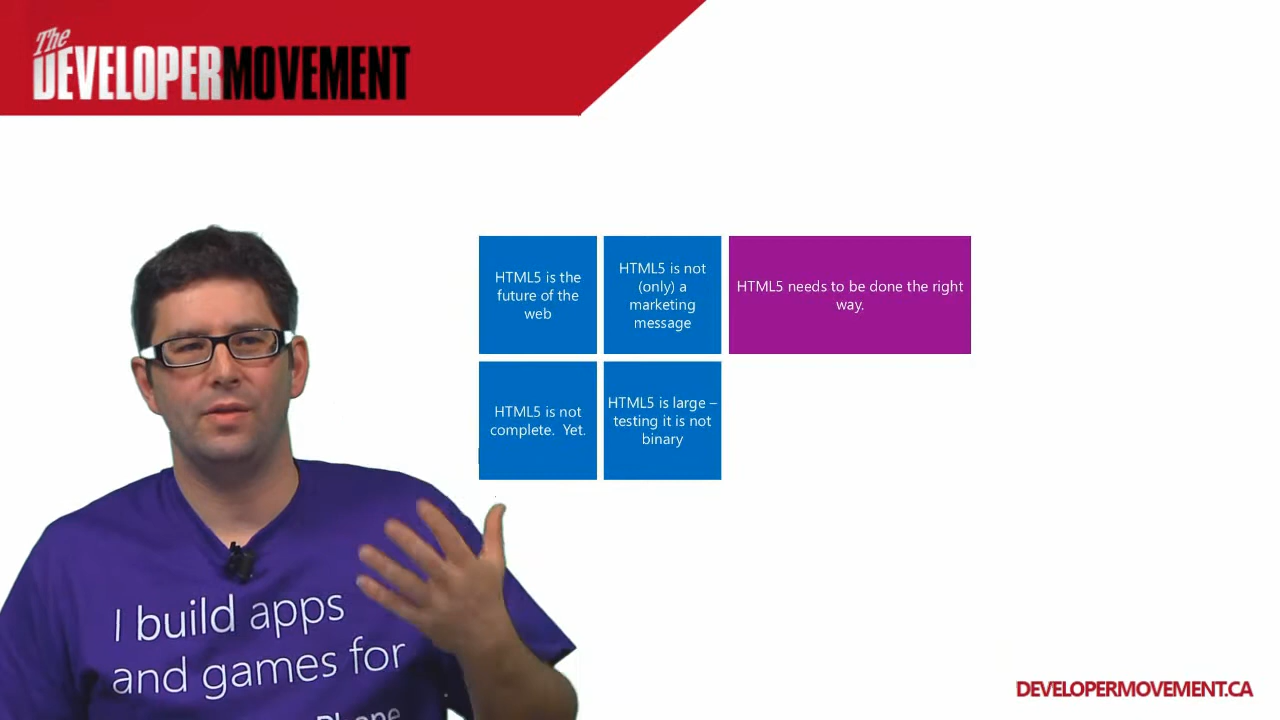 The
DEVELOPERMOVEMENT
HTML5 is the
future of the
web
HTML5 is not
(only) a
marketing
message
HTML5 needs to be done the right
way.
HTML5 is not
complete.  Yet.
HTML5 is large –
testing it is not
binary
I build apps
and games for
Phone
DEVELOPERMOVEMENT.CA